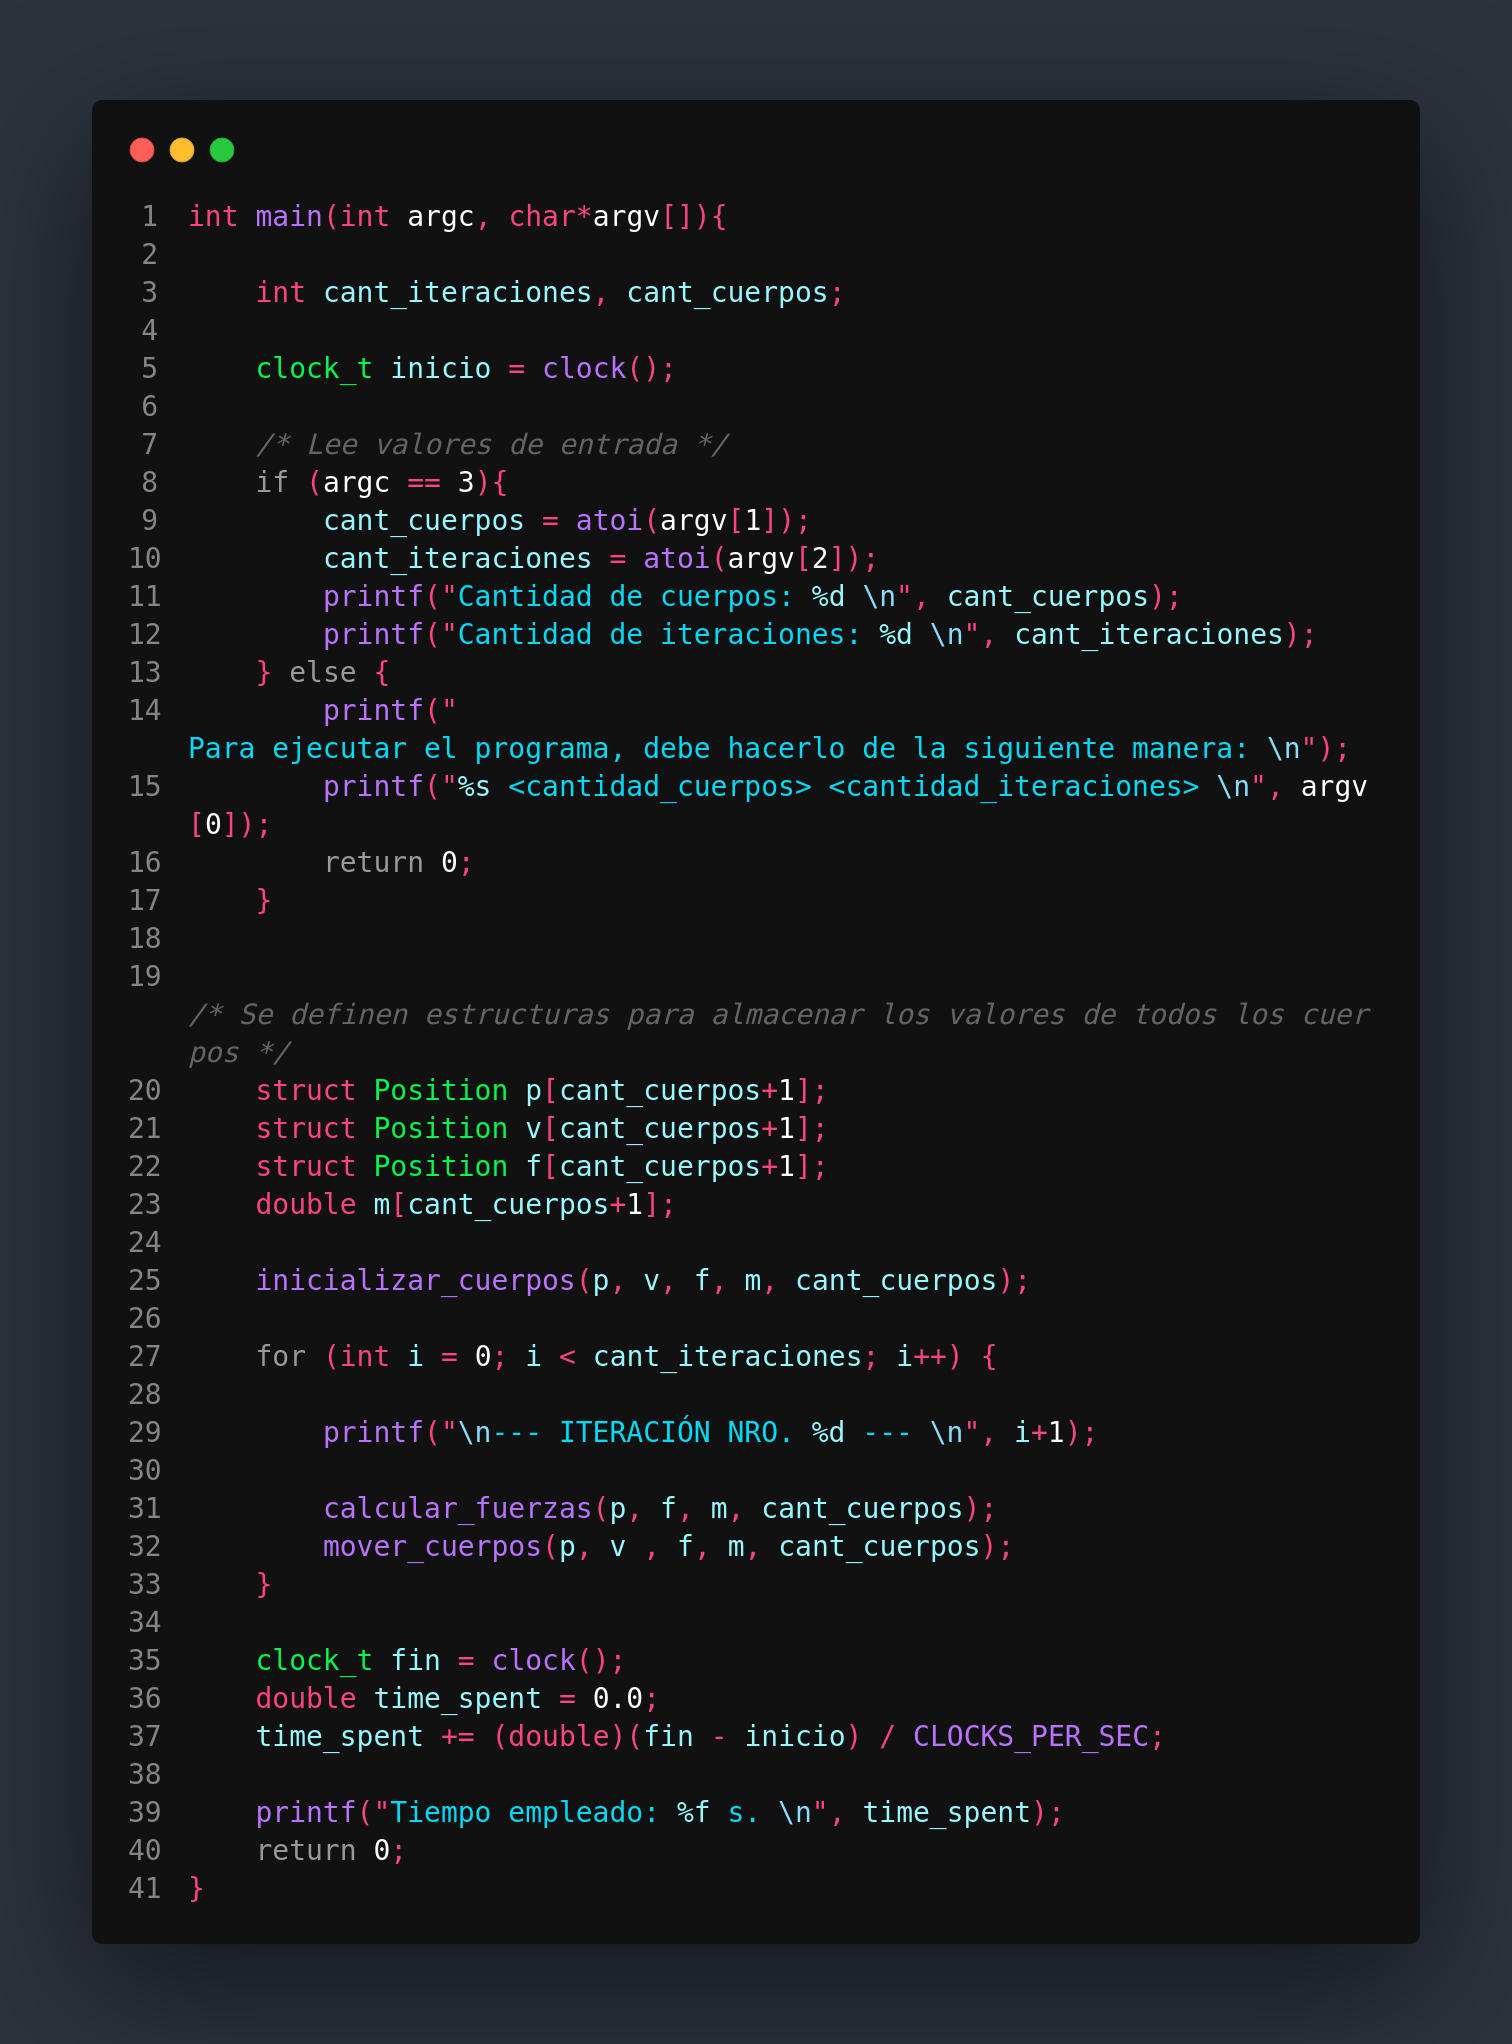 1 int main(int argc, char*argv[]){
2
3     int cant_iteraciones, cant_cuerpos;
4
5     clock_t inicio = clock();
6
7     /* Lee valores de entrada */
8     if (argc == 3){
9         cant_cuerpos = atoi(argv[1]);
10         cant_iteraciones = atoi(argv[2]);
11         printf("Cantidad de cuerpos: %d \n", cant_cuerpos);
12         printf("Cantidad de iteraciones: %d \n", cant_iteraciones);
13     } else {
14         printf("
Para ejecutar el programa, debe hacerlo de la siguiente manera: \n");
15         printf("%s <cantidad_cuerpos> <cantidad_iteraciones> \n", argv
[0]);
16         return 0;
17     }
18
19
/* Se definen estructuras para almacenar los valores de todos los cuer
pos */
20     struct Position p[cant_cuerpos+1];
21     struct Position v[cant_cuerpos+1];
22     struct Position f[cant_cuerpos+1];
23     double m[cant_cuerpos+1];
24
25     inicializar_cuerpos(p, v, f, m, cant_cuerpos);
26
27     for (int i = 0; i < cant_iteraciones; i++) {
28
29         printf("\n--- ITERACIÓN NRO. %d --- \n", i+1);
30
31         calcular_fuerzas(p, f, m, cant_cuerpos);
32         mover_cuerpos(p, v , f, m, cant_cuerpos);
33     }
34
35     clock_t fin = clock();
36     double time_spent = 0.0;
37     time_spent += (double)(fin - inicio) / CLOCKS_PER_SEC;
38
39     printf("Tiempo empleado: %f s. \n", time_spent);
40     return 0;
41 }